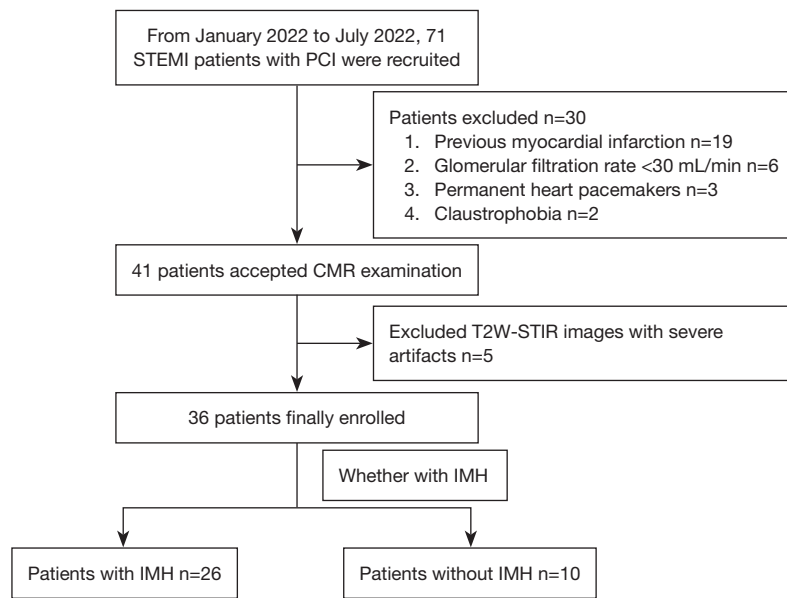 From January 2022 to July 2022, 71
STEMI patients with PCI were recruited
Patients excluded n=30
1. Previous myocardial infarction n=19
2. Glomerular filtration rate <30 mL/min n=6
3. Permanent heart pacemakers n=3
4. Claustrophobia n=2
41 patients accepted CMR examination
Excluded T2W-STIR images with severe
artifacts n=5
36 patients finally enrolled
Whether with IMH
Patients with IMH n=26
Patients without IMH n=10